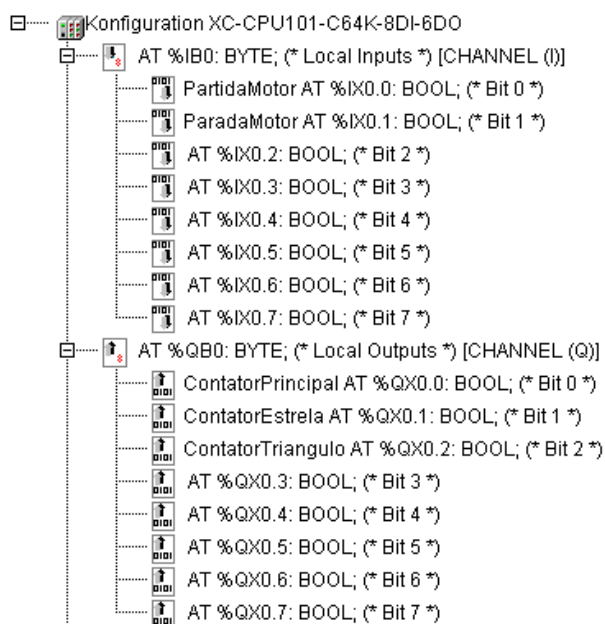 Konfiguration XC-CPU101-C64K-8DI-6DO
AT %IB0: BYTE; (* Local Inputs *) [CHANNEL (I)]
PartidaMotor AT %IX0.0: BOOL; (* Bit 0 *)
ParadaMotor AT %IX0.1: BOOL; (* Bit 1 *)
AT %IX0.2: BOOL; (* Bit 2 *)
AT %IX0.3: BOOL; (* Bit 3 *)
AT %IX0.4: BOOL; (* Bit 4 *)
AT %IX0.5: BOOL; (* Bit 5 *)
AT %IX0.6: BOOL; (* Bit 6 *)
AT %IX0.7: BOOL; (* Bit 7 *)
AT %QB0: BYTE; (* Local Outputs *) [CHANNEL (Q)]
ContatorPrincipal AT %QX0.0: BOOL; (* Bit 0 *)
ContatorEstrela AT %QX0.1: BOOL; (* Bit 1 *)
ContatorTriangulo AT %QX0.2: BOOL; (* Bit 2 *)
AT %QX0.3: BOOL; (* Bit 3 *)
AT %QX0.4: BOOL; (* Bit 4 *)
AT %QX0.5: BOOL; (* Bit 5 *)
AT %QX0.6: BOOL; (* Bit 6 *)
AT %QX0.7: BOOL; (* Bit 7 *)